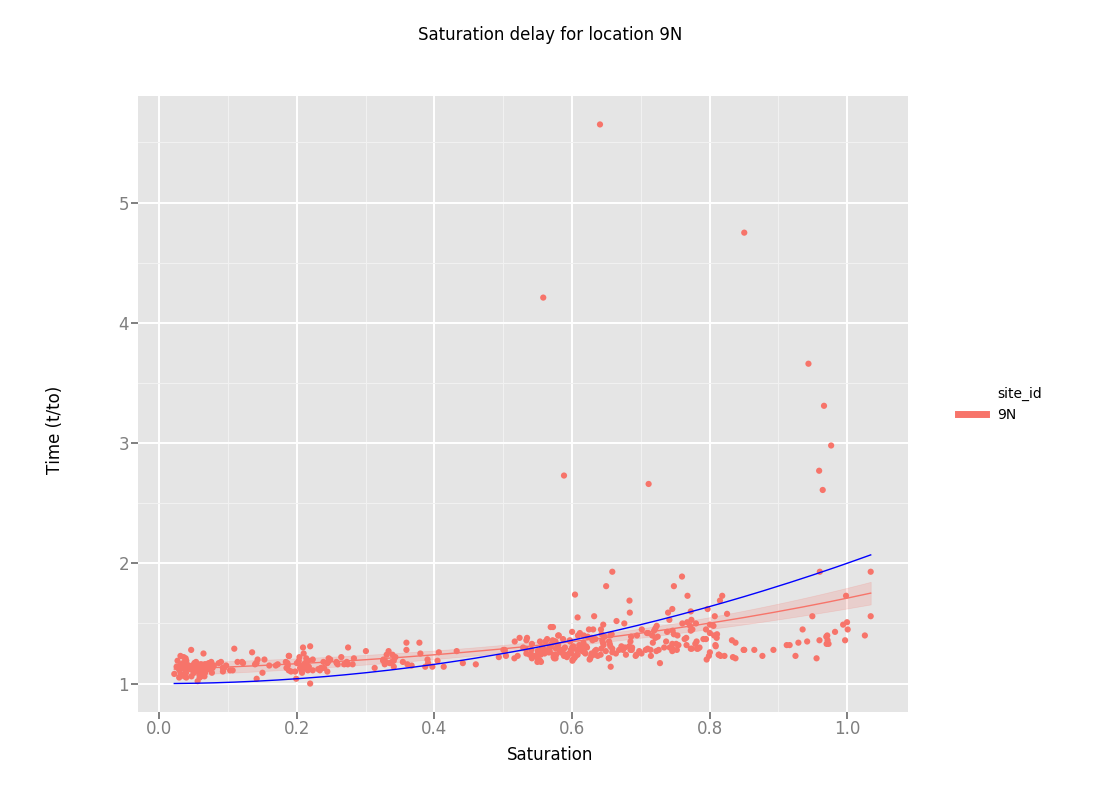 Saturation delay for location 9N
5
4
3
2
1
Time (t/to)
0.0 0.2 0.4 0.6 0.8 1.0
Saturation
site_id
9N